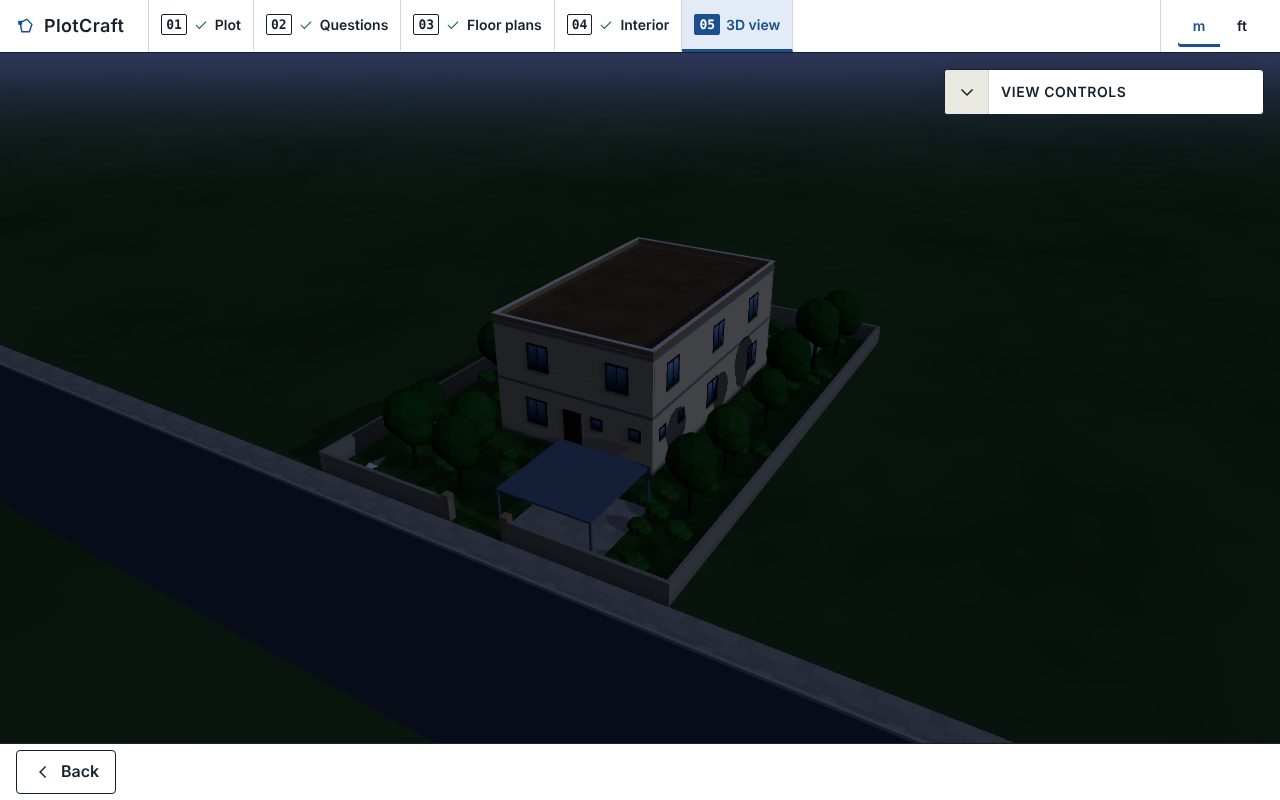 PlotCraft
01 Plot
02 Questions
03 Floor plans
04 Interior
05 3D view
m ft
VIEW CONTROLS
Back